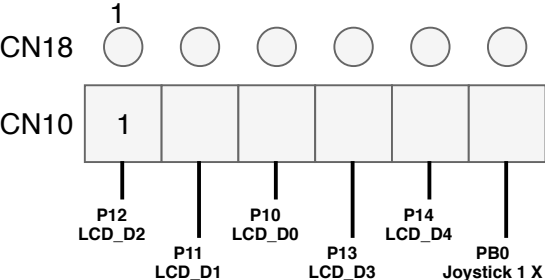 1
CN18
CN10
1
P12
LCD_D2
P11
LCD_D1
P10
LCD_D0
P13
LCD_D3
P14
LCD_D4
PB0
Joystick 1 X